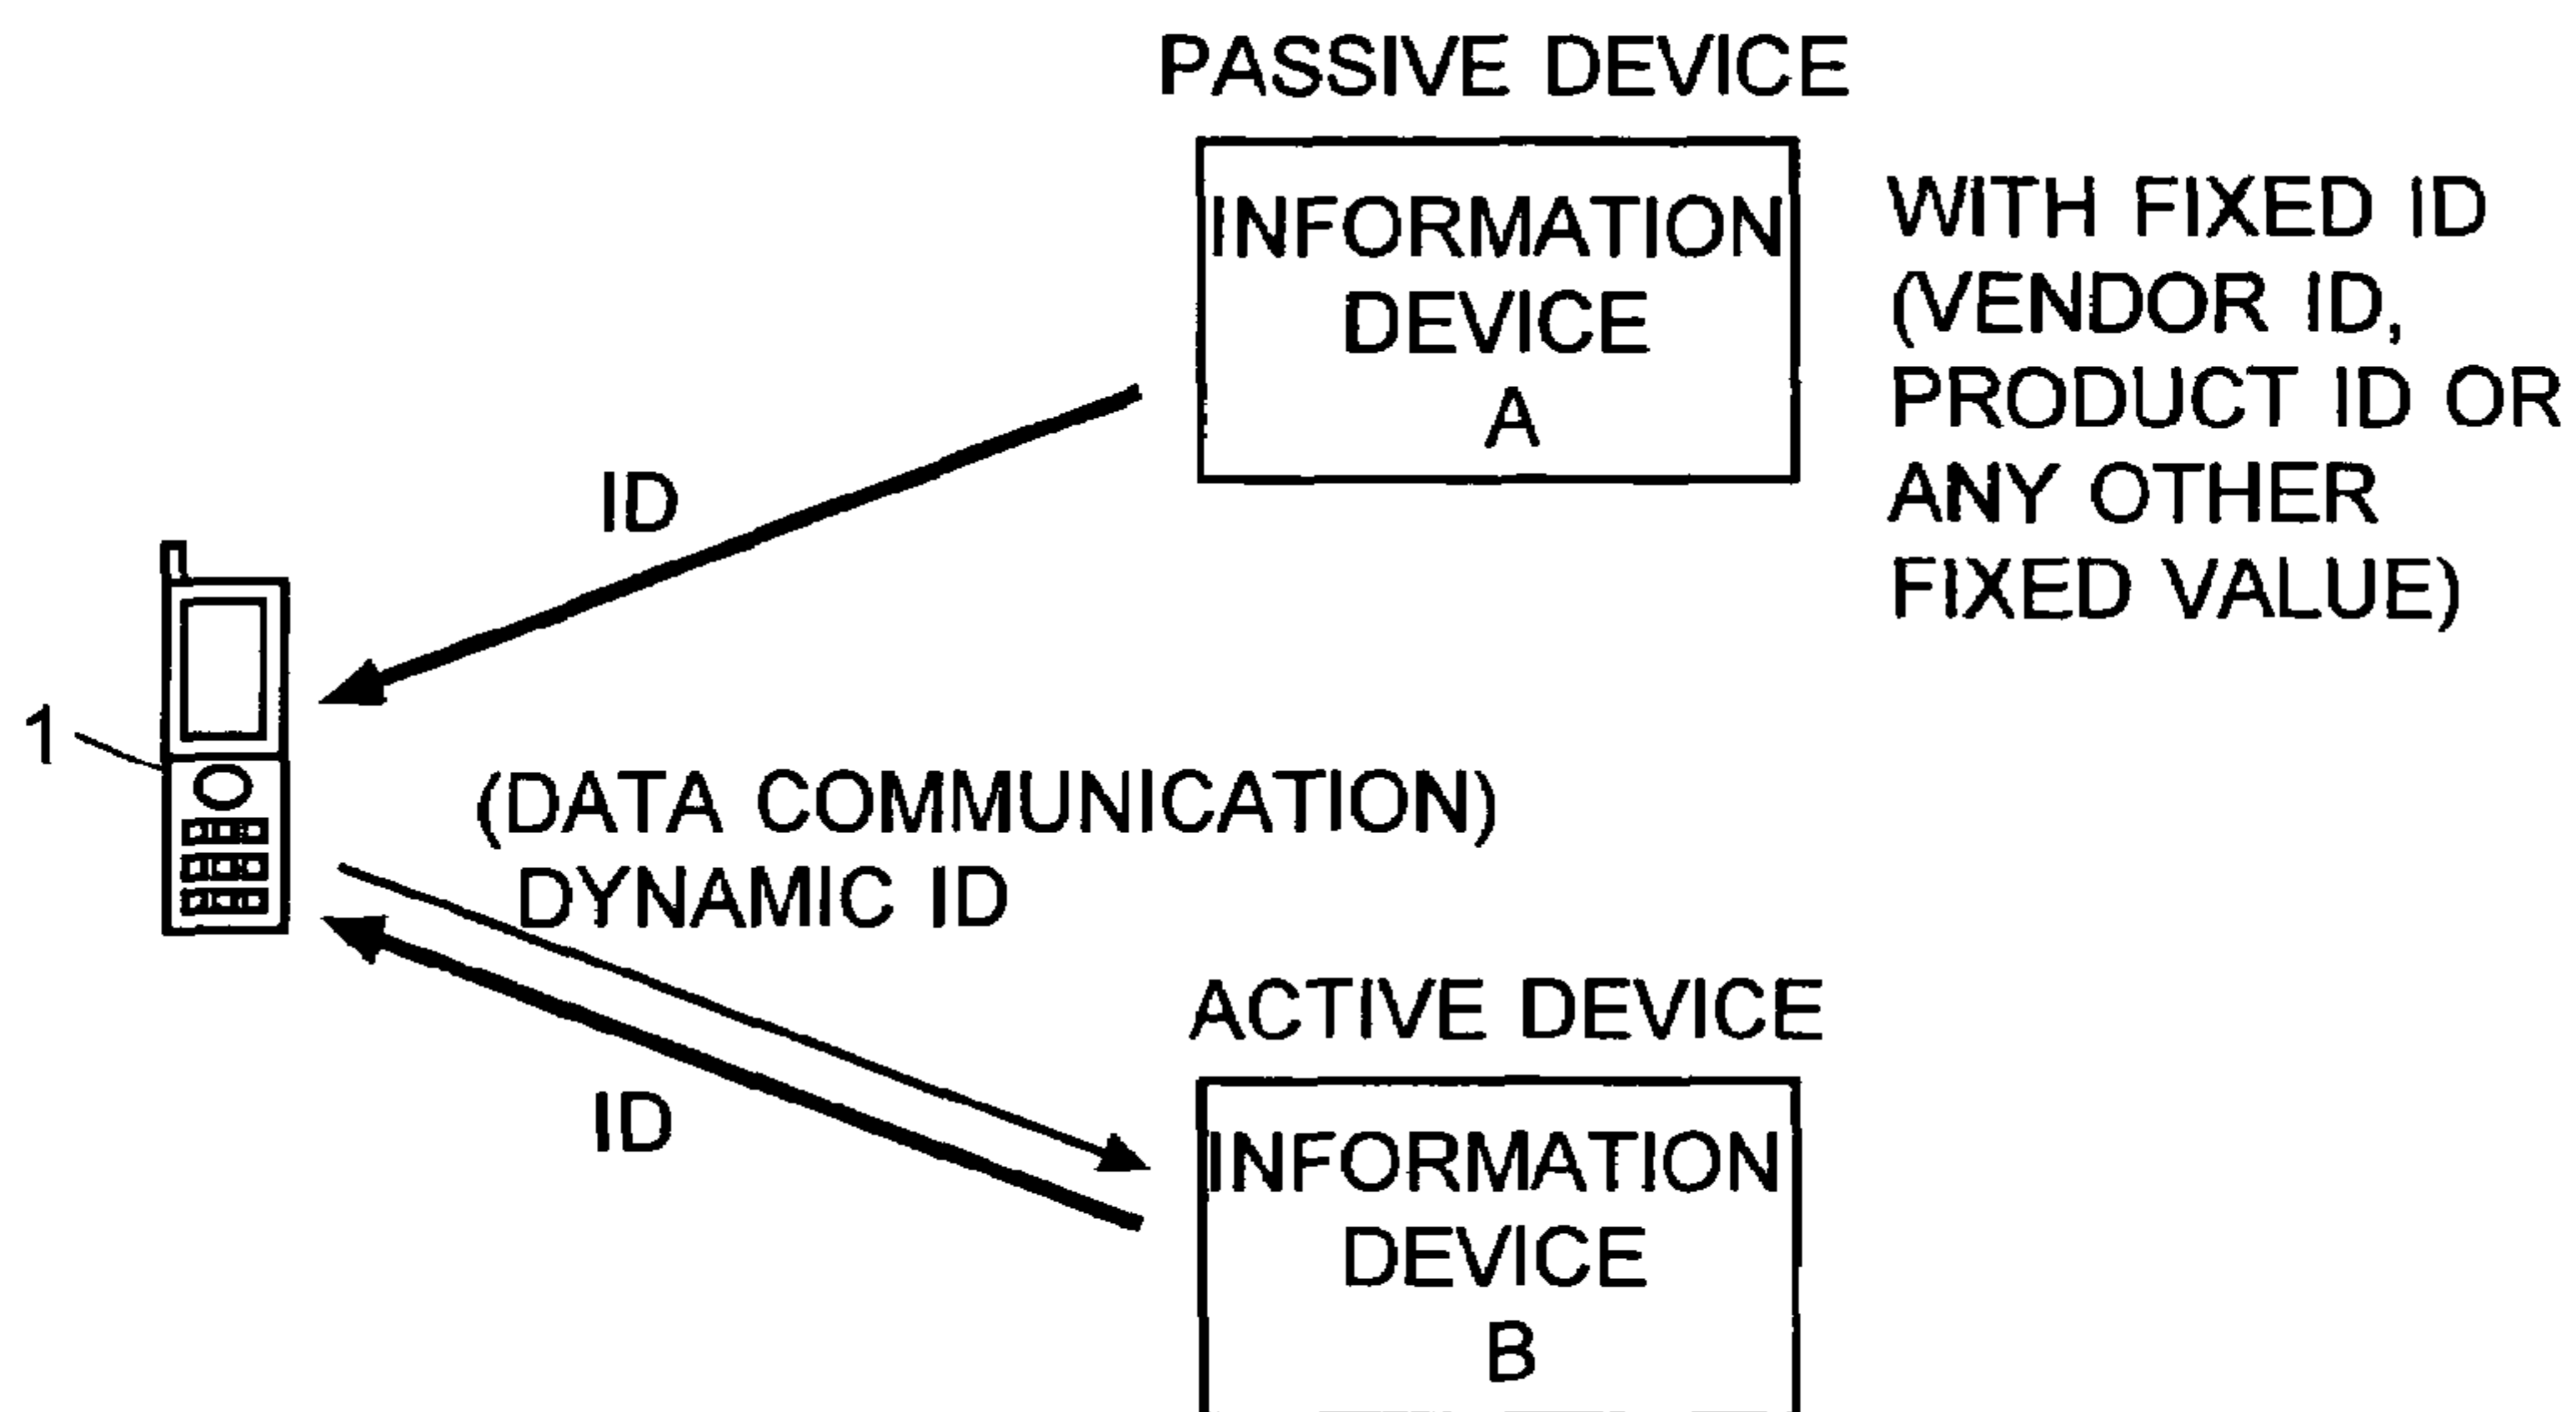 PASSIVE DEVICE
INFORMATION
DEVICE
A
WITH FIXED ID
(VENDOR ID,
PRODUCT ID OR
ANY OTHER
FIXED VALUE)
ID
1
(DATA COMMUNICATION)
DYNAMIC ID
ID
ACTIVE DEVICE
INFORMATION
DEVICE
B